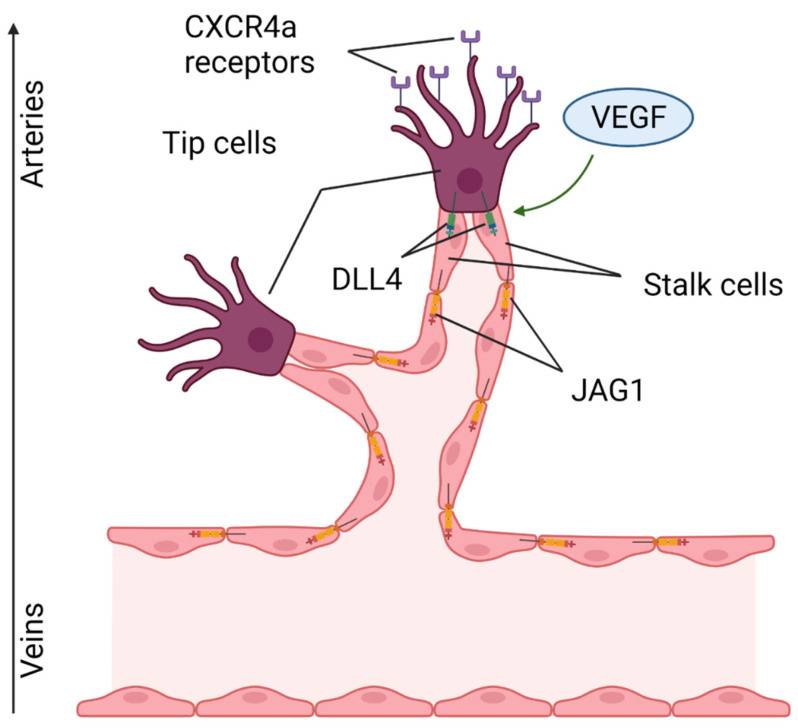 CXCR4a
receptors
Arteries
VEGF
Tip cells
DLL4
Stalk cells
JAG1
Veins